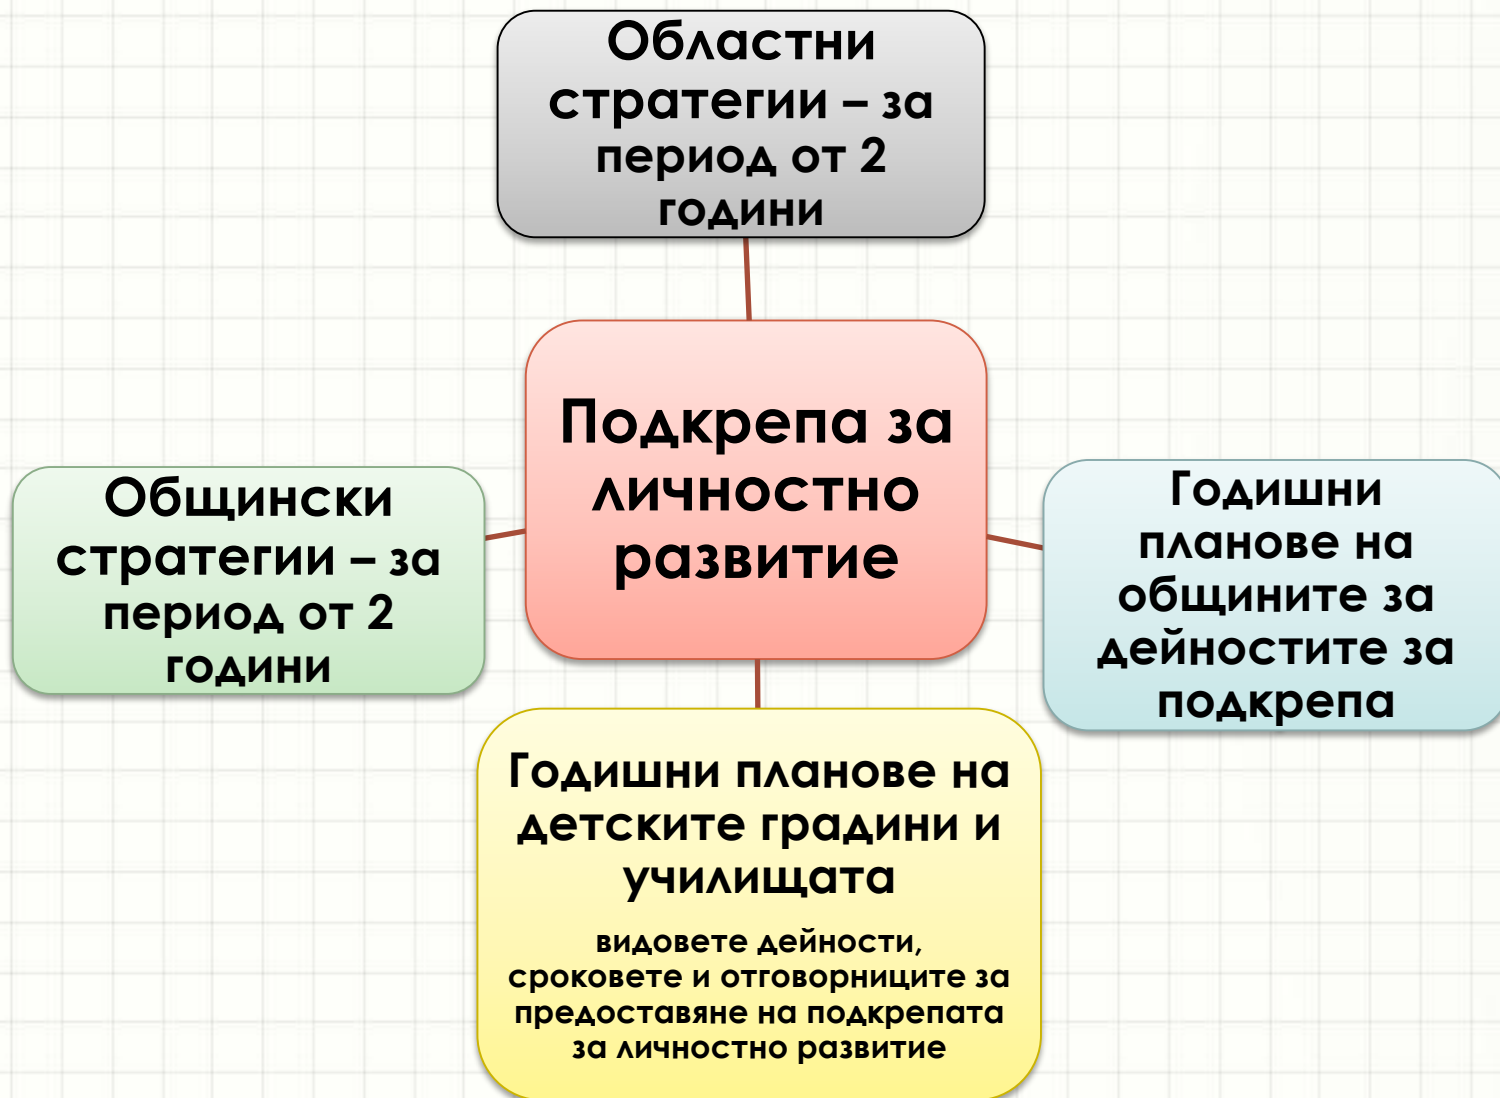 Областни
стратегии – за
период от 2
години
Подкрепа за
личностно
развитие
Общински
стратегии – за
период от 2
години
Годишни
планове на
общините за
дейностите за
подкрепа
Годишни планове на
детските градини и
училищата
видовете дейности,
сроковете и отговорниците за
предоставяне на подкрепата
за личностно развитие